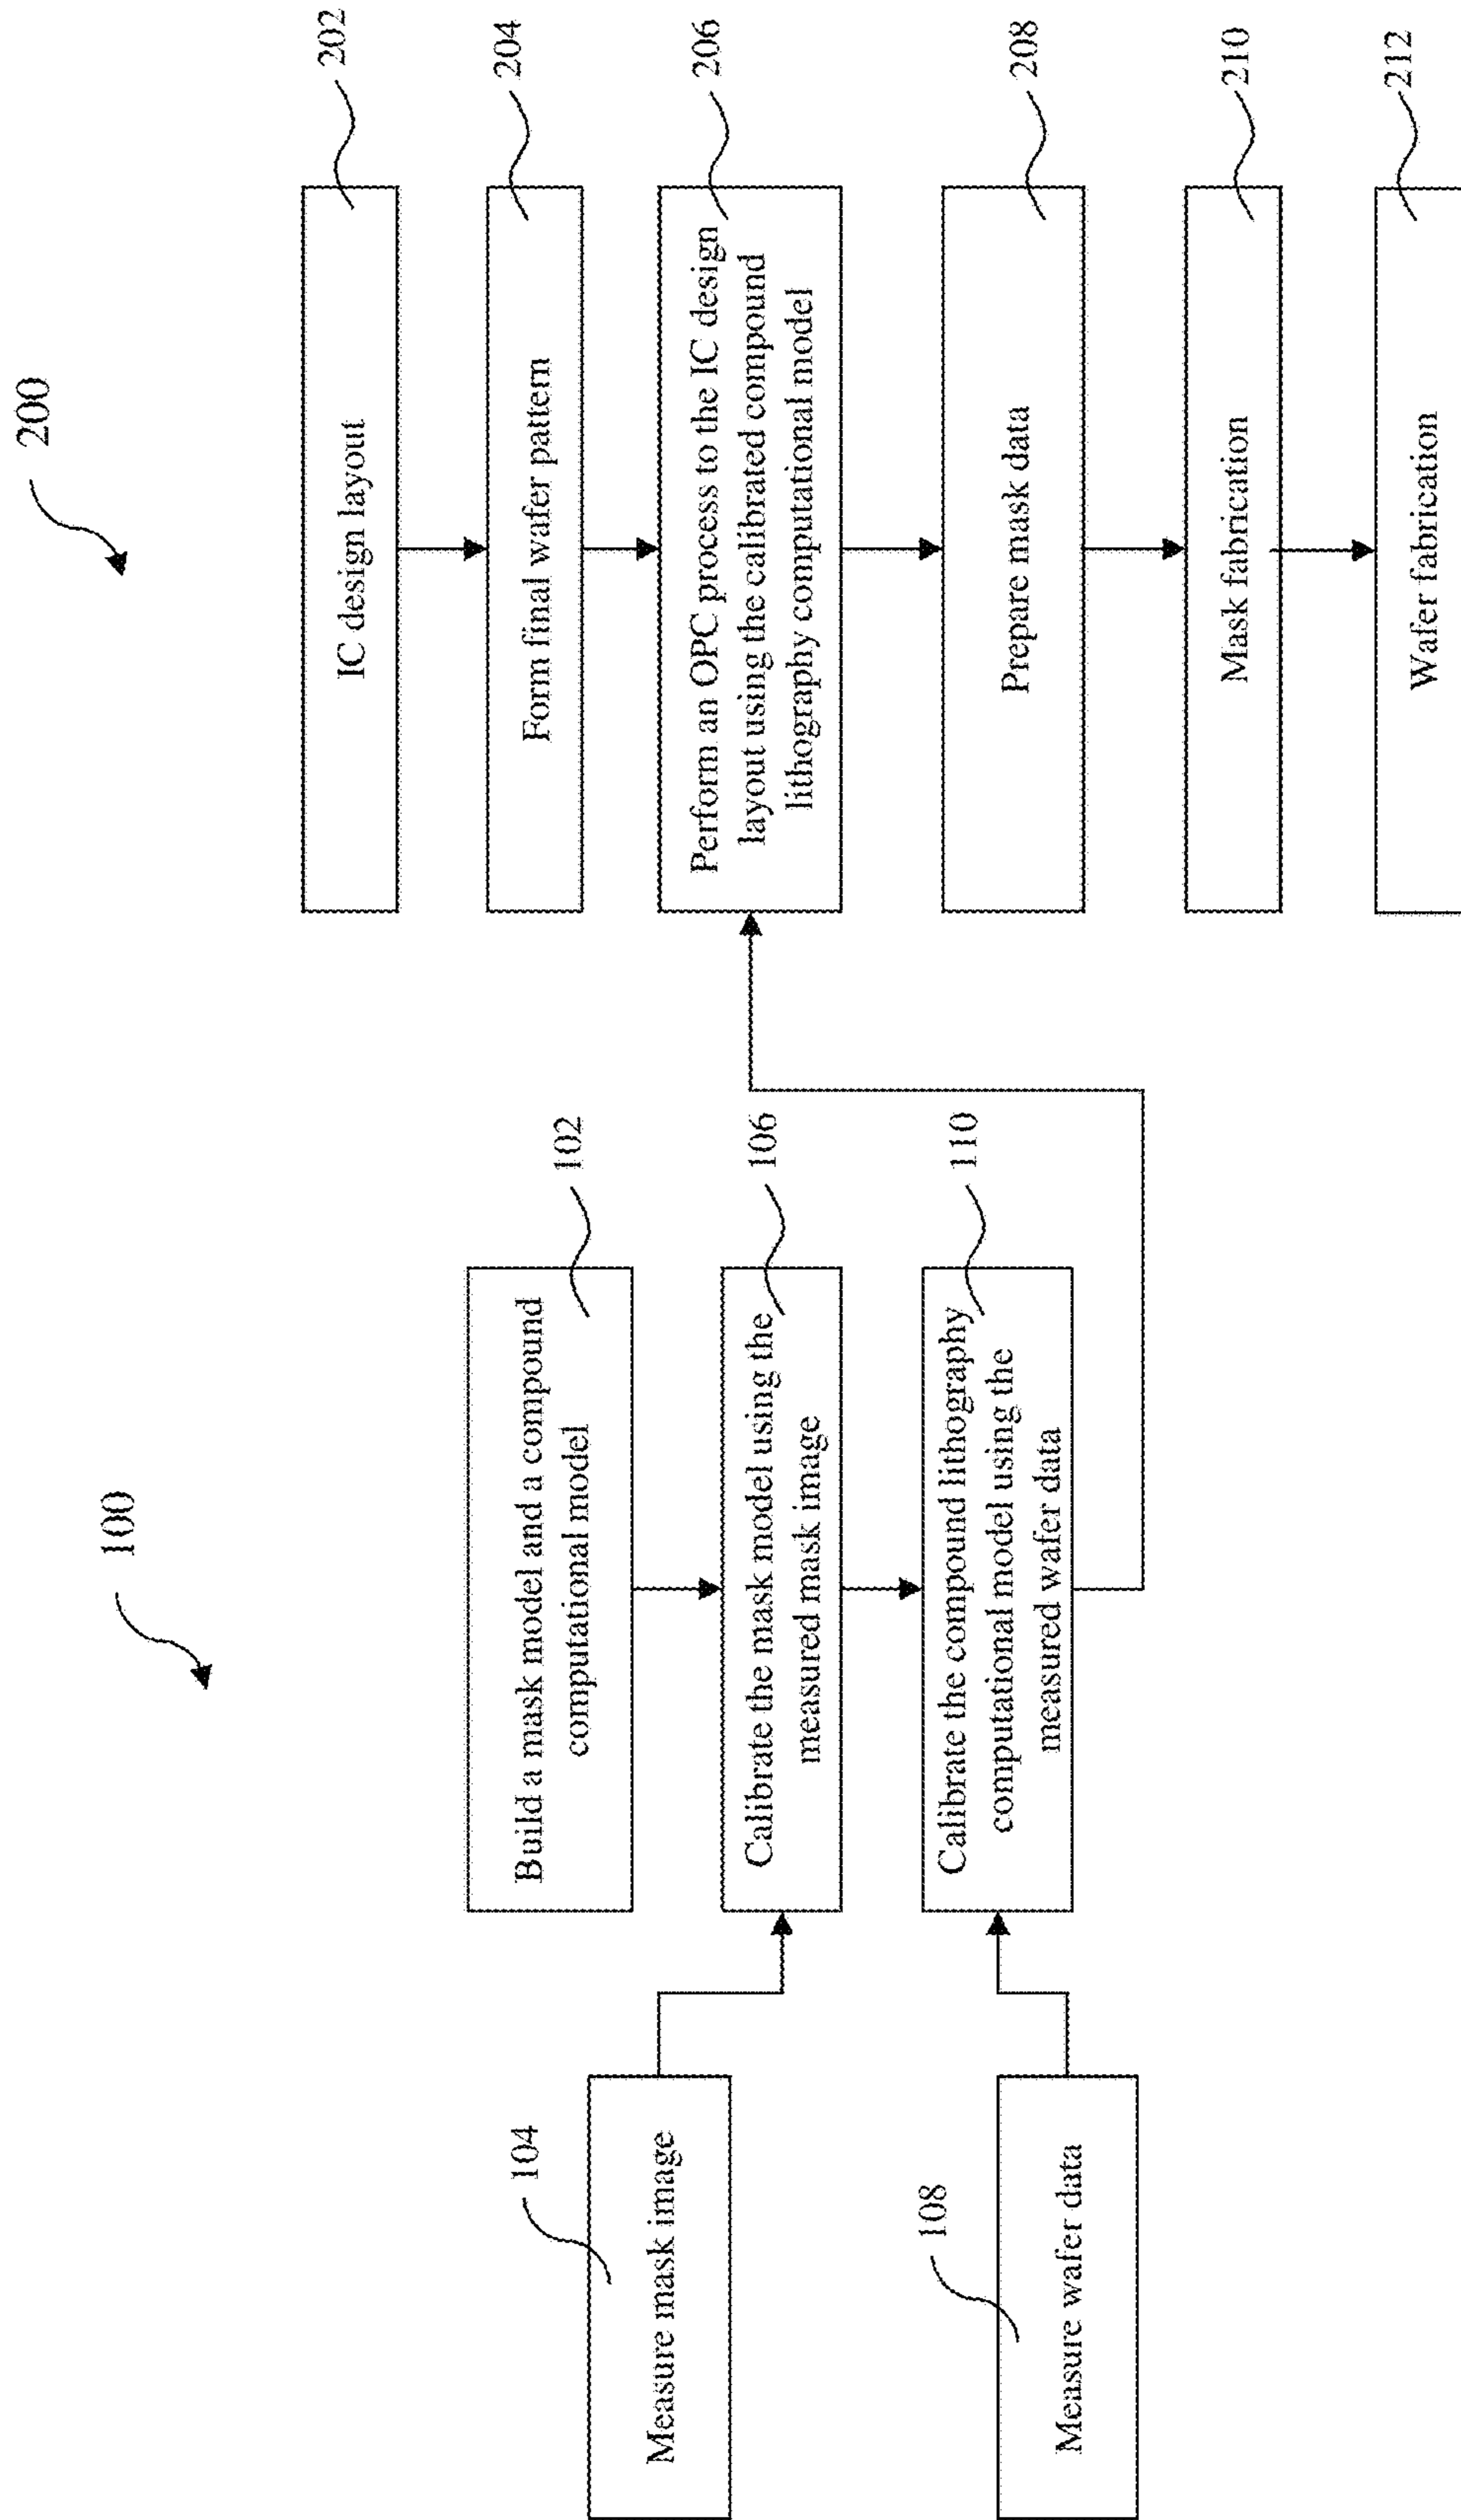 100
200
Measure mask image
104
Measure wafer data
108
Build a mask model and a compound
computational model
102
Calibrate the mask model using the
measured mask image
106
Calibrate the compound lithography
computational model using the
measured wafer data
110
IC design layout
202
Form final wafer pattern
204
Perform an OPC process to the IC design
layout using the calibrated compound
lithography computational model
206
Prepare mask data
208
Mask fabrication
210
Wafer fabrication
212